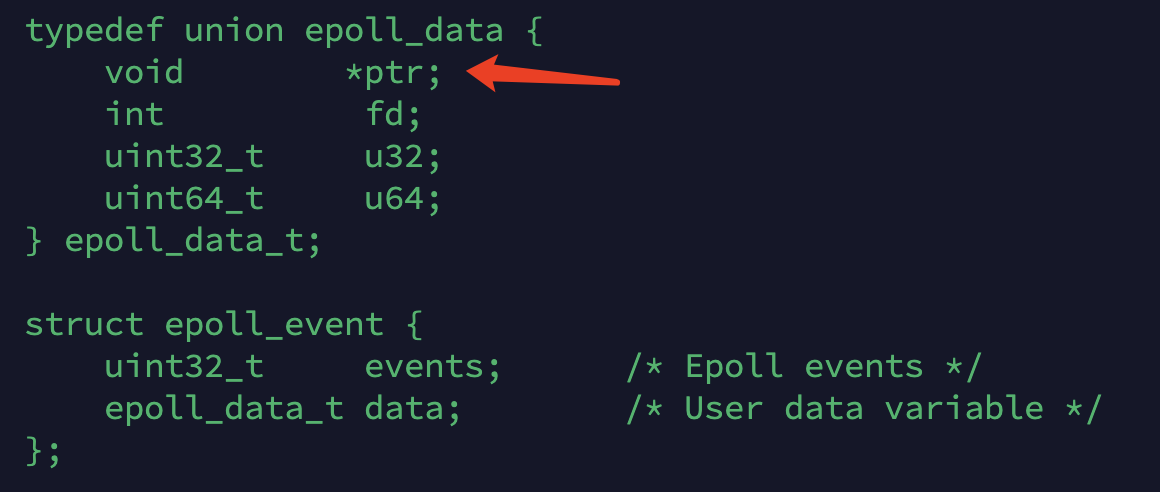 typedef union epoll_data {
    void        *ptr;
    int          fd;
    uint32_t     u32;
    uint64_t     u64;
} epoll_data_t;

struct epoll_event {
    uint32_t     events;      /* Epoll events */
    epoll_data_t data;        /* User data variable */
};